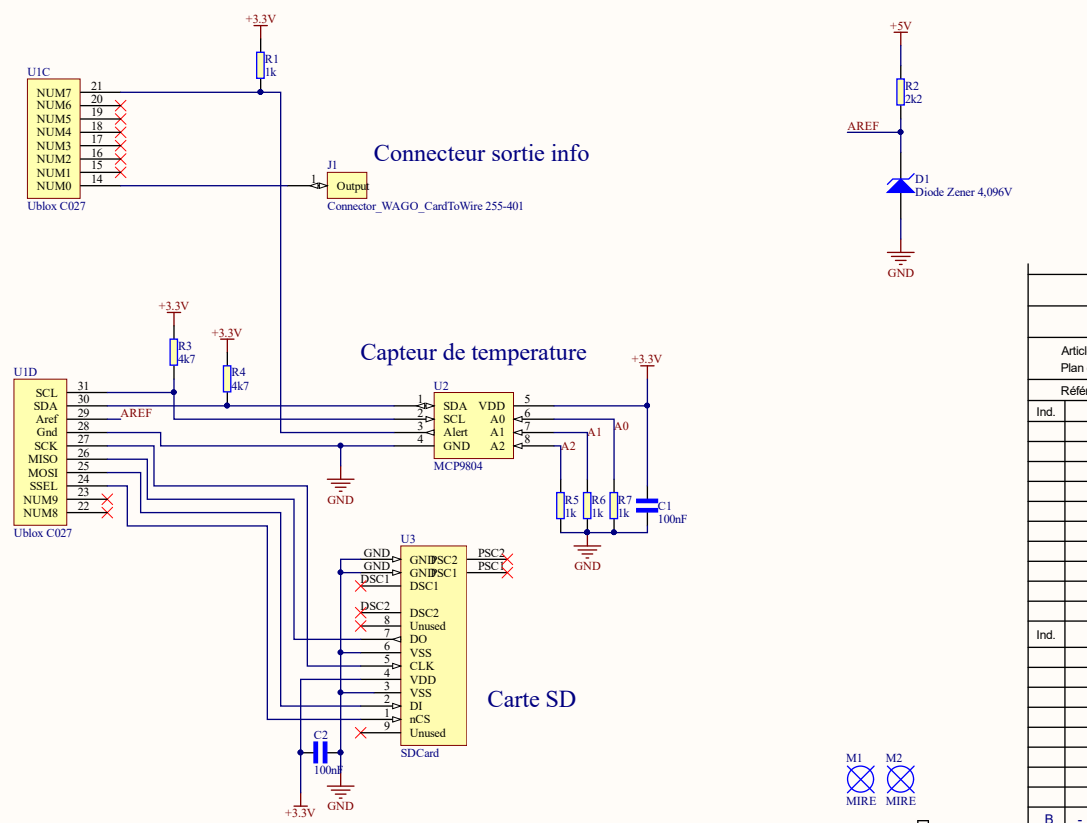 +3.3V
R1
1k
U1C
NUM7 21
NUM6 20
NUM5 19
NUM4 18
NUM3 17
NUM2 16
NUM1 15
NUM0 14
Ublox C027
Connecteur sortie info
J1
1 Output
Connector_WAGO_CardToWire 255-401
+5V
R2
2k2
AREF
D1
Diode Zener 4,096V
GND
+3.3V
R3
4k7
+3.3V
R4
4k7
Capteur de temperature
+3.3V
U1D
SCL 31
SDA 30
Aref 29 AREF
Gnd 28
SCK 27
MISO 26
MOSI 25
SSEL 24
NUM9 23
NUM8 22
Ublox C027
U2
1 SDA VDD 5
2 SCL A0 6 A0
3 Alert A1 7 A1
4 GND A2 8 A2
MCP9804
GND
R5
1k
R6
1k
R7
1k
C1
100nF
GND
U3
GND GND PSC2 PSC2
GND GND PSC1 PSC1
DSC1 DSC1
DSC2 DSC2
8 Unused
7 DO
6 VSS
5 CLK
4 VDD
3 VSS
2 DI
1 nCS
9 Unused
SDCard
Carte SD
C2
100nF
+3.3V
GND
M1
MIRE
M2
MIRE
Plan
Ind.
Ind.
B -